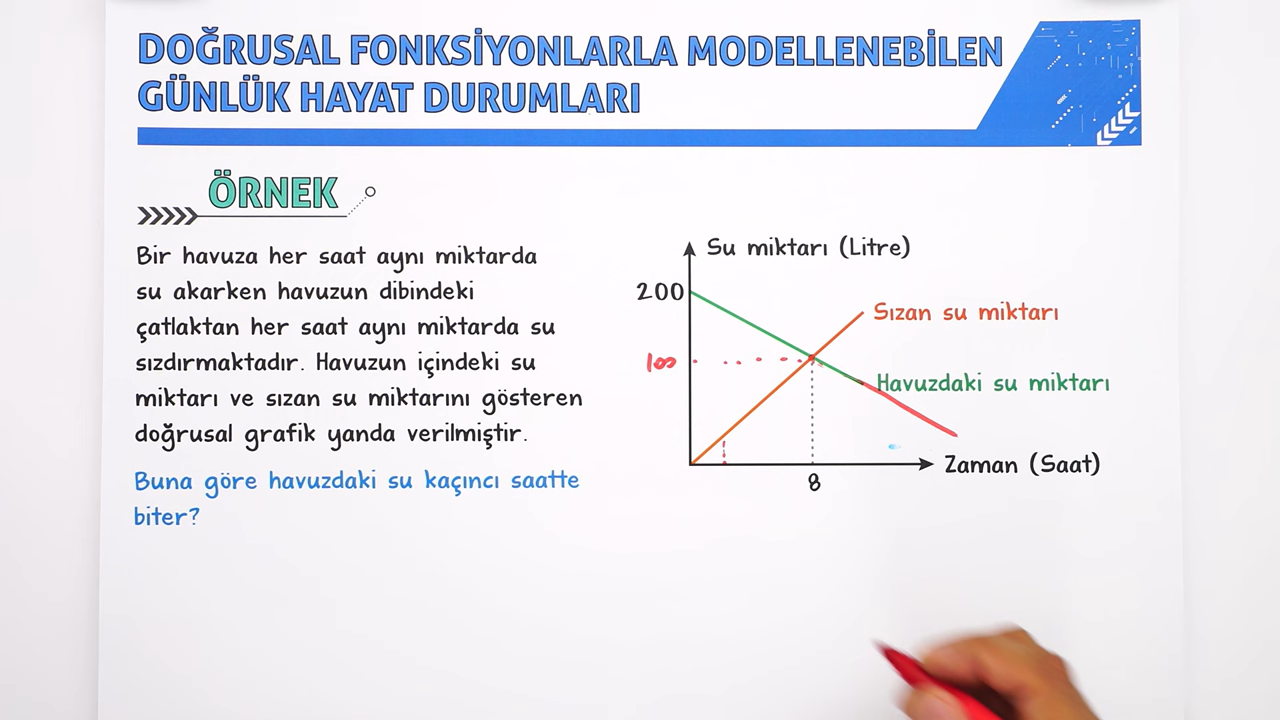 DOĞRUSAL FONKSİYONLARLA MODELLENEBİLEN
GÜNLÜK HAYAT DURUMLARI
ÖRNEK
Bir havuza her saat aynı miktarda
su akarken havuzun dibindeki
çatlaktan her saat aynı miktarda su
sızdırmaktadır. Havuzun içindeki su
miktarı ve sızan su miktarını gösteren
doğrusal grafik yanda verilmiştir.
Buna göre havuzdaki su kaçıncı saatte
biter?
Su miktarı (Litre)
200
Sızan su miktarı
100
Havuzdaki su miktarı
Zaman (Saat)
8